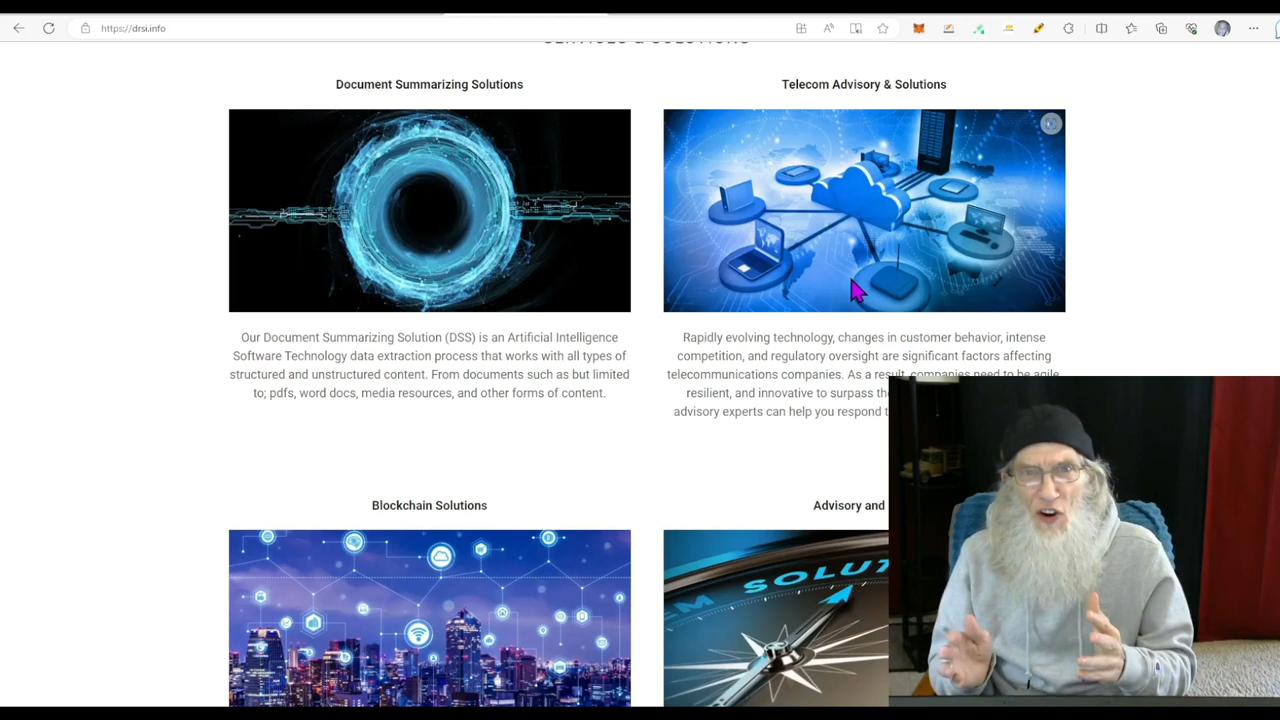 https://drsi.info
SERVICES & SOLUTIONS
Document Summarizing Solutions
Telecom Advisory & Solutions
Our Document Summarizing Solution (DSS) is an Artificial Intelligence
Software Technology data extraction process that works with all types of
structured and unstructured content. From documents such as but limited
to; pdfs, word docs, media resources, and other forms of content.
Rapidly evolving technology, changes in customer behavior, intense
competition, and regulatory oversight are significant factors affecting
telecommunications companies. As a result, companies need to be agile,
resilient, and innovative to surpass
advisory experts can help you respond
Blockchain Solutions
Advisory and